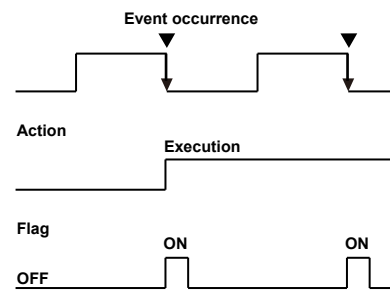 Event occurrence
Action
Execution
Flag
ON ON
OFF